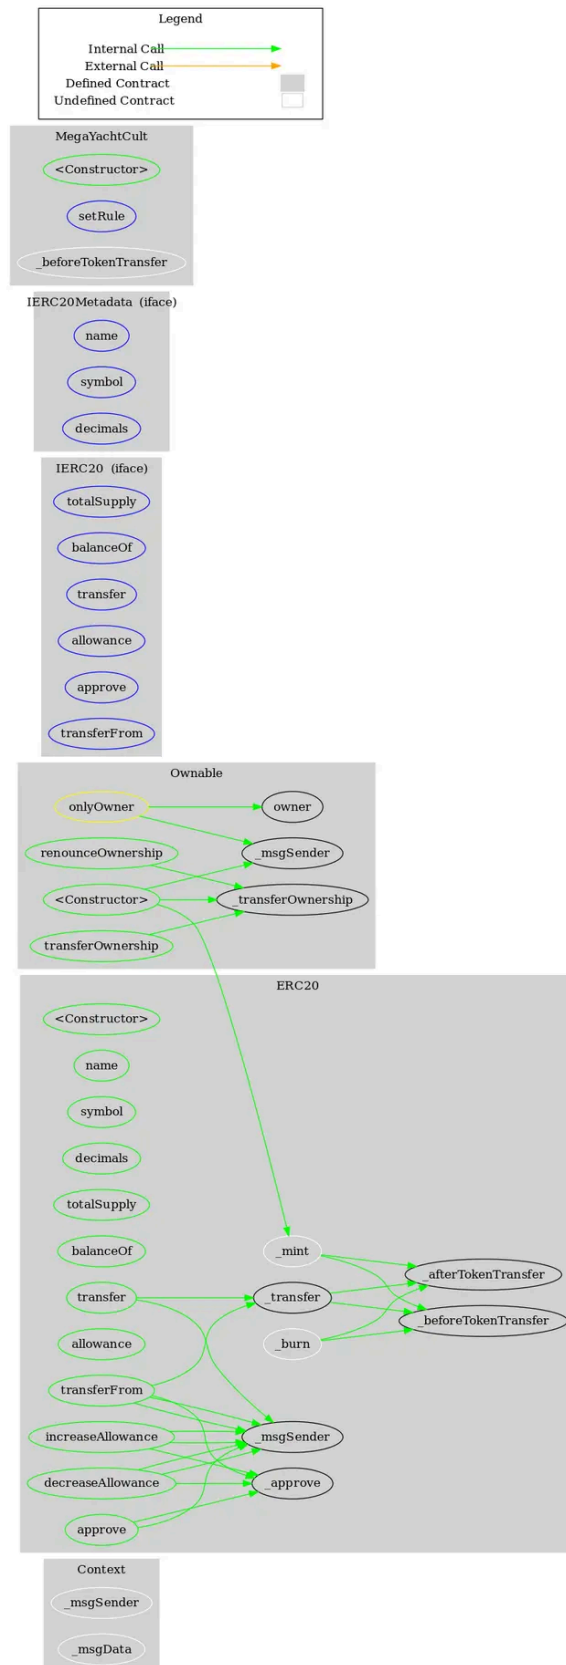 Legend
Internal Call
External Call
Defined Contract
Undefined Contract
MegaYachtCult
<Constructor>
setRule
_beforeTokenTransfer
IERC20Metadata (iface)
name
symbol
decimals
IERC20 (iface)
totalSupply
balanceOf
transfer
allowance
approve
transferFrom
Ownable
onlyOwner owner
renounceOwnership _msgSender
<Constructor> _transferOwnership
transferOwnership
ERC20
<Constructor>
name
symbol
decimals
totalSupply
balanceOf _mint _afterTokenTransfer
transfer _transfer _beforeTokenTransfer
allowance _burn
transferFrom
increaseAllowance _msgSender
decreaseAllowance _approve
approve
Context
_msgSender
_msgData